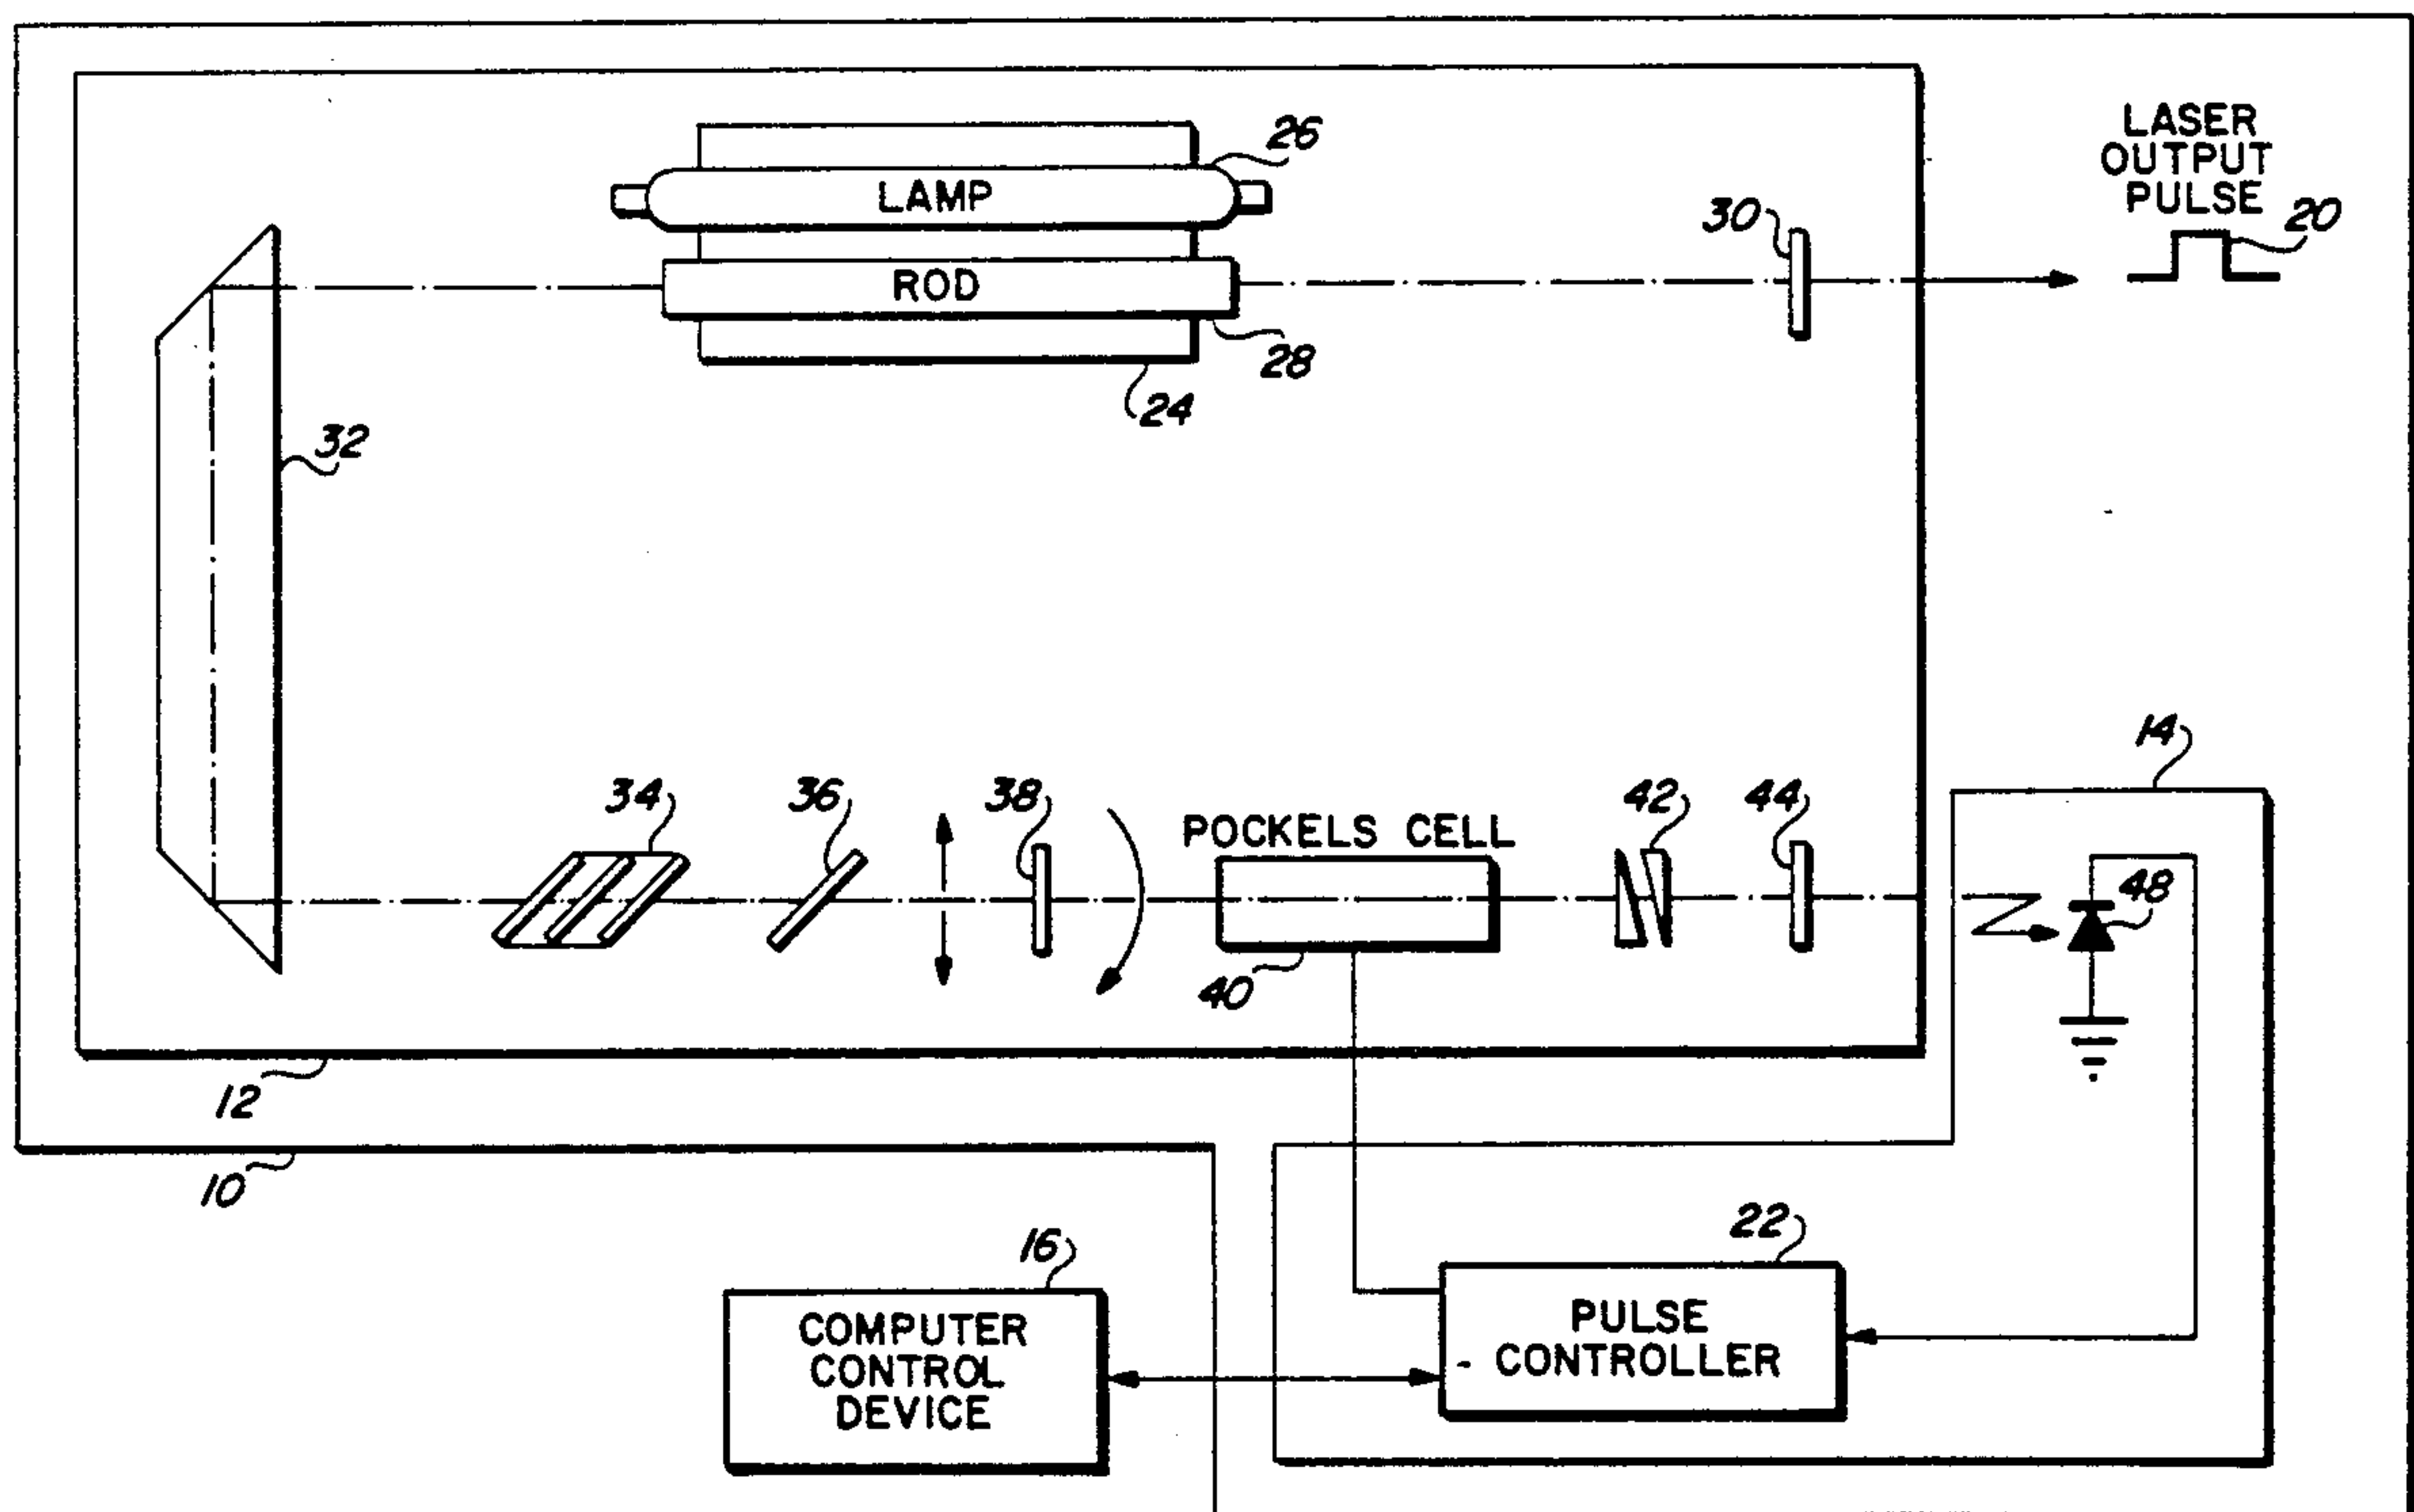 LASER
OUTPUT
PULSE
20
26
LAMP
30
ROD
28
24
32
14
34
36
38
POCKELS CELL
42
44
48
40
12
10
22
16
PULSE
CONTROLLER
COMPUTER
CONTROL
DEVICE